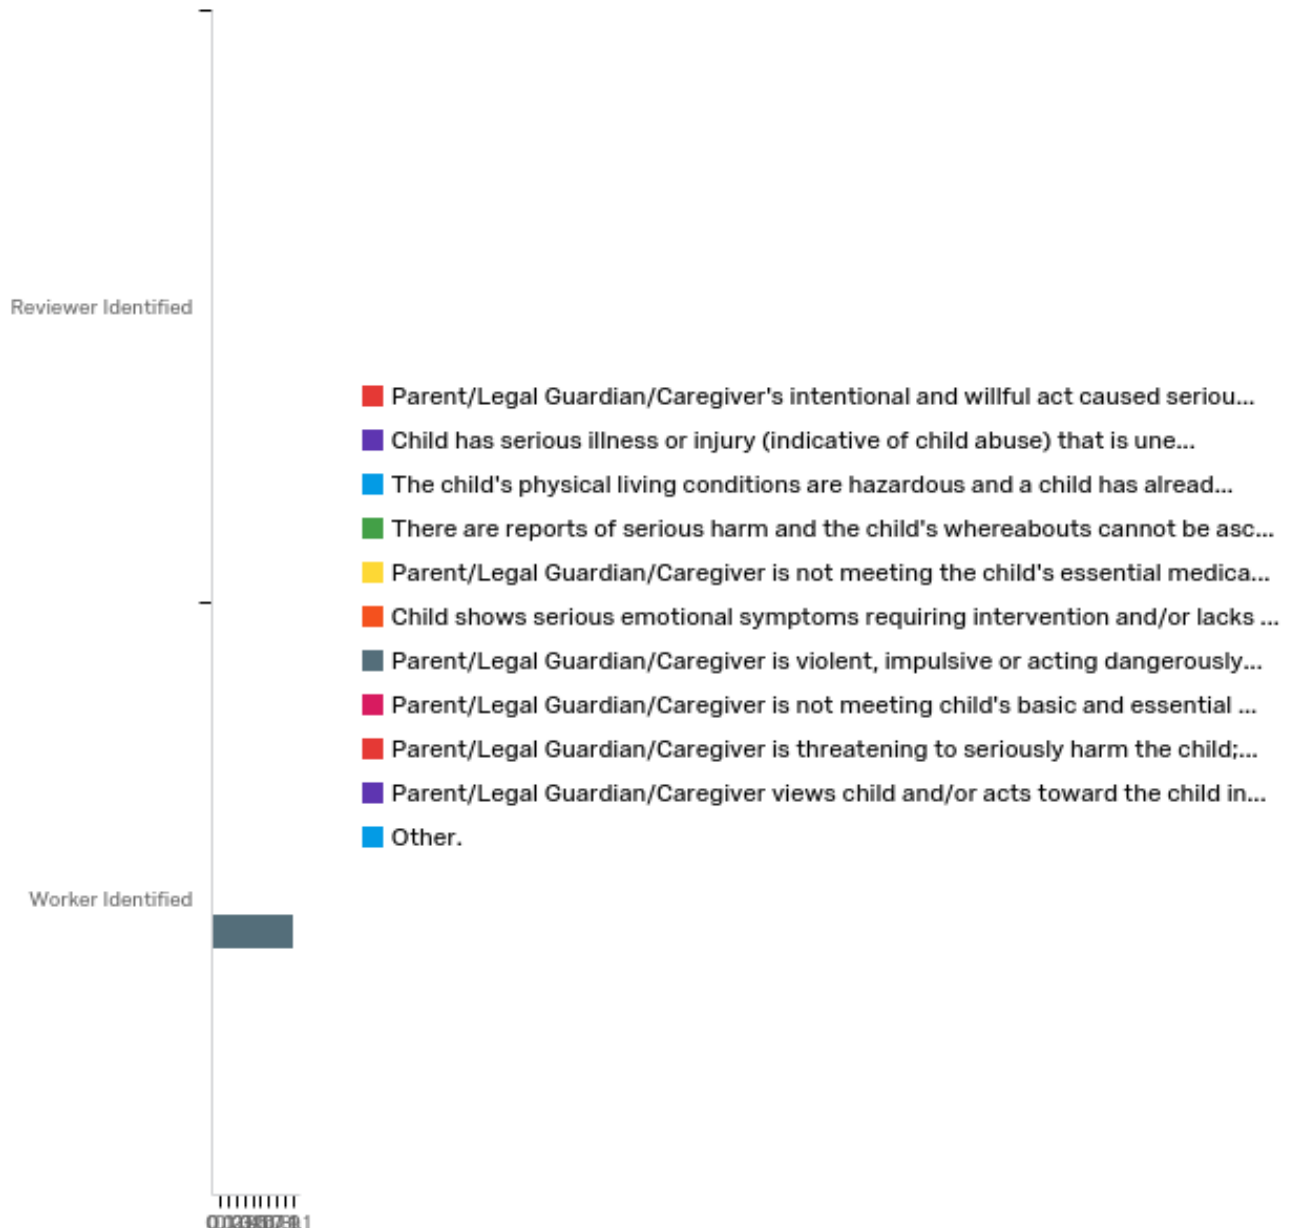 Reviewer Identified
Parent/Legal Guardian/Caregiver's intentional and willful act caused seriou...
Child has serious illness or injury (indicative of child abuse) that is une...
The child's physical living conditions are hazardous and a child has alread...
There are reports of serious harm and the child's whereabouts cannot be asc...
Parent/Legal Guardian/Caregiver is not meeting the child's essential medica...
Child shows serious emotional symptoms requiring intervention and/or lacks ...
Parent/Legal Guardian/Caregiver is violent, impulsive or acting dangerously...
Parent/Legal Guardian/Caregiver is not meeting child's basic and essential ...
Parent/Legal Guardian/Caregiver is threatening to seriously harm the child;...
Parent/Legal Guardian/Caregiver views child and/or acts toward the child in...
Other.
Worker Identified